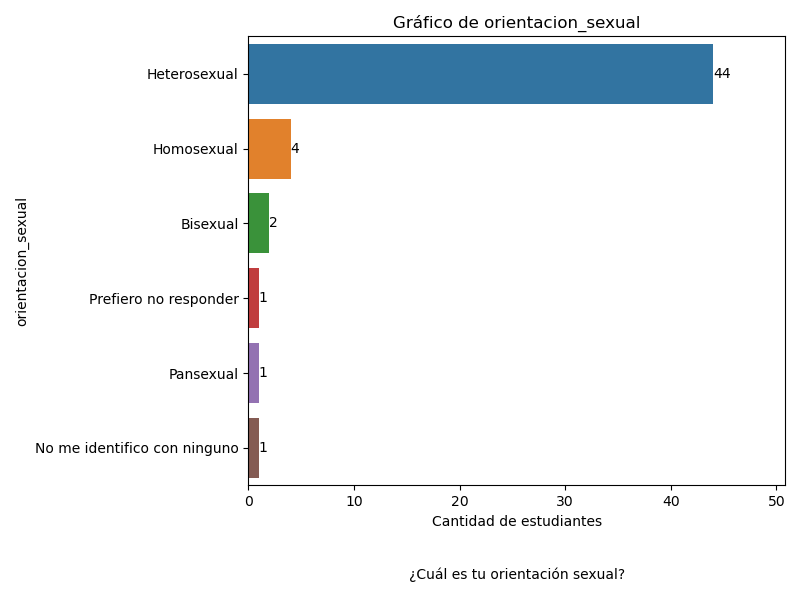 Gráfico de orientacion_sexual
orientacion_sexual
Heterosexual 44
Homosexual 4
Bisexual 2
Prefiero no responder 1
Pansexual 1
No me identifico con ninguno 1
0 10 20 30 40 50
Cantidad de estudiantes
¿Cuál es tu orientación sexual?